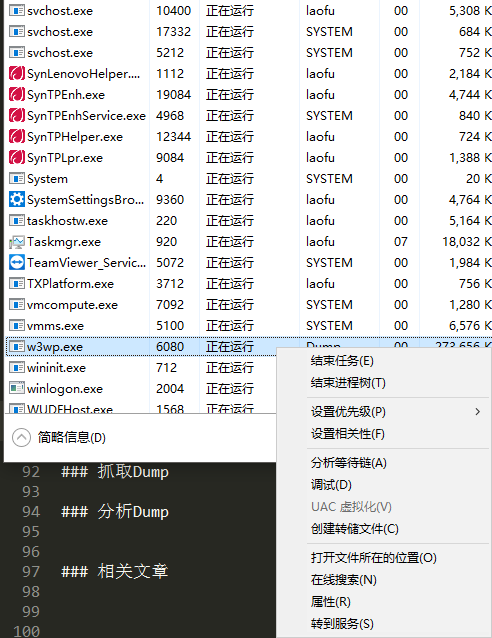 svchost.exe 10400 正在运行 laofu 00 5,308 K
svchost.exe 17332 正在运行 SYSTEM 00 684 K
svchost.exe 5212 正在运行 SYSTEM 00 752 K
SynLenovoHelper.... 1112 正在运行 laofu 00 2,184 K
SynTPEnh.exe 19084 正在运行 laofu 00 4,744 K
SynTPEnhService.exe 4968 正在运行 SYSTEM 00 840 K
SynTPHelper.exe 12344 正在运行 laofu 00 724 K
SynTPLpr.exe 9084 正在运行 laofu 00 1,388 K
System 4 正在运行 SYSTEM 00 20 K
SystemSettingsBro... 9360 正在运行 laofu 00 4,764 K
taskhostw.exe 220 正在运行 laofu 00 5,164 K
Taskmgr.exe 920 正在运行 laofu 07 18,032 K
TeamViewer_Servic... 5072 正在运行 SYSTEM 00 1,984 K
TXPlatform.exe 3712 正在运行 laofu 00 756 K
vmcompute.exe 7092 正在运行 SYSTEM 00 1,280 K
vmms.exe 5100 正在运行 SYSTEM 00 6,576 K
w3wp.exe 6080 正在运行 Dump 00 273,656 K
wininit.exe 712 正在运行
winlogon.exe 2004 正在运行
WUDFHost.exe 1568 正在运行
结束任务(E)
结束进程树(T)
设置优先级(P)
设置相关性(F)
分析等待链(A)
调试(D)
UAC 虚拟化(V)
创建转储文件(C)
打开文件所在的位置(O)
在线搜索(N)
属性(R)
转到服务(S)
简略信息(D)
92 ### 抓取Dump
93
94 ### 分析Dump
95
96
97 ### 相关文章
98
99
100